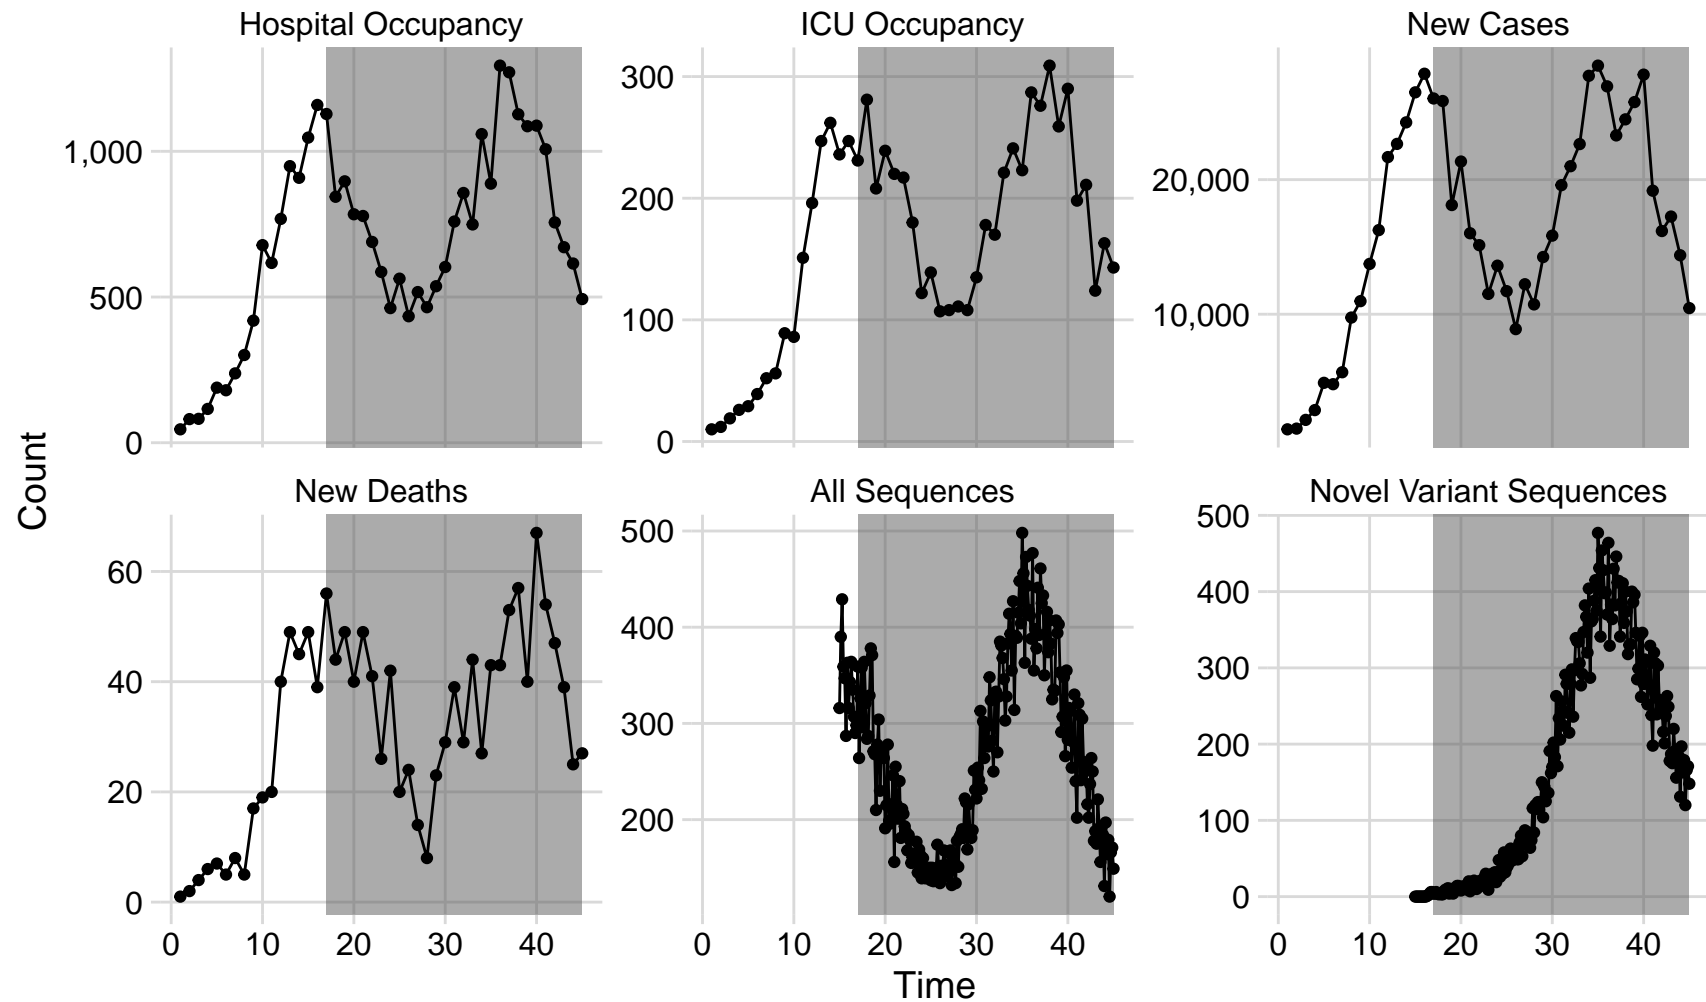 Hospital Occupancy
ICU Occupancy
New Cases
1,000
500
0
300
200
100
0
20,000
10,000
Count
New Deaths
All Sequences
Novel Variant Sequences
60
40
20
0
500
400
300
200
500
400
300
200
100
0
0 10 20 30 40
0 10 20 30 40
0 10 20 30 40
Time